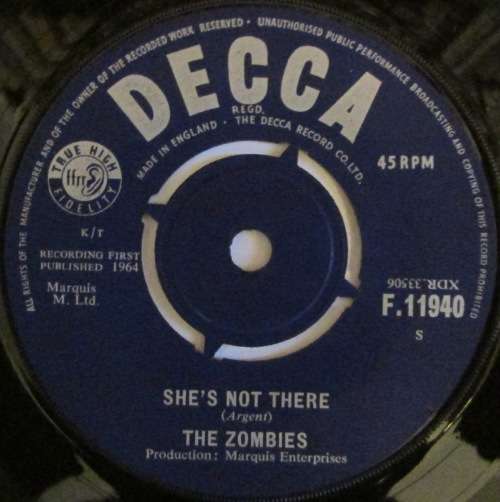 ALL RIGHTS OF THE MANUFACTURER AND OF THE OWNER OF THE RECORDED WORK RESERVED · UNAUTHORISED PUBLIC PERFORMANCE BROADCASTING AND COPYING OF THIS RECORD PROHIBITED
DECCA
REGD.
MADE IN ENGLAND · THE DECCA RECORD CO. LTD.
TRUE HIGH
ffrr
FIDELITY
45 RPM
K/T
RECORDING FIRST
PUBLISHED 1964
Marquis
M. Ltd.
XDR.33506
F.11940
S
SHE'S NOT THERE
(Argent)
THE ZOMBIES
Production: Marquis Enterprises